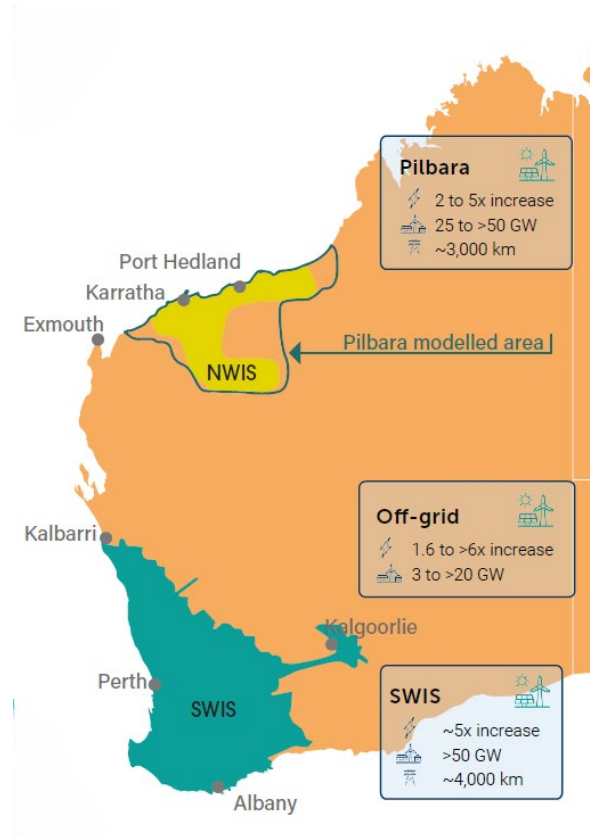 Pilbara
2 to 5x increase
25 to >50 GW
~3,000 km
Port Hedland
Karratha
Exmouth
Pilbara modelled area
NWIS
Off-grid
1.6 to >6x increase
3 to >20 GW
Kalbarri
Kalgoorlie
Perth
SWIS
SWIS
~5x increase
>50 GW
~4,000 km
Albany